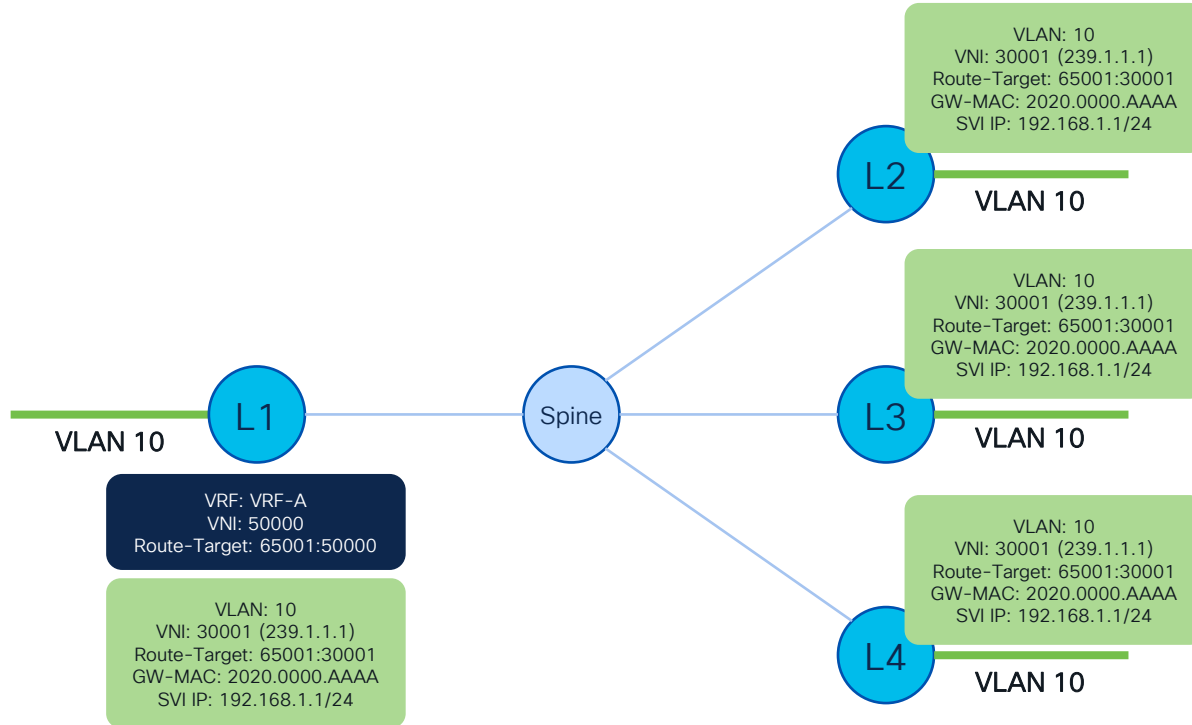 VLAN: 10
VNI: 30001 (239.1.1.1)
Route-Target: 65001:30001
GW-MAC: 2020.0000.AAAA
SVI IP: 192.168.1.1/24
L2
VLAN 10
VLAN: 10
VNI: 30001 (239.1.1.1)
Route-Target: 65001:30001
GW-MAC: 2020.0000.AAAA
SVI IP: 192.168.1.1/24
L1
Spine
L3
VLAN 10
VLAN 10
VRF: VRF-A
VNI: 50000
Route-Target: 65001:50000
VLAN: 10
VNI: 30001 (239.1.1.1)
Route-Target: 65001:30001
GW-MAC: 2020.0000.AAAA
SVI IP: 192.168.1.1/24
VLAN: 10
VNI: 30001 (239.1.1.1)
Route-Target: 65001:30001
GW-MAC: 2020.0000.AAAA
SVI IP: 192.168.1.1/24
L4
VLAN 10